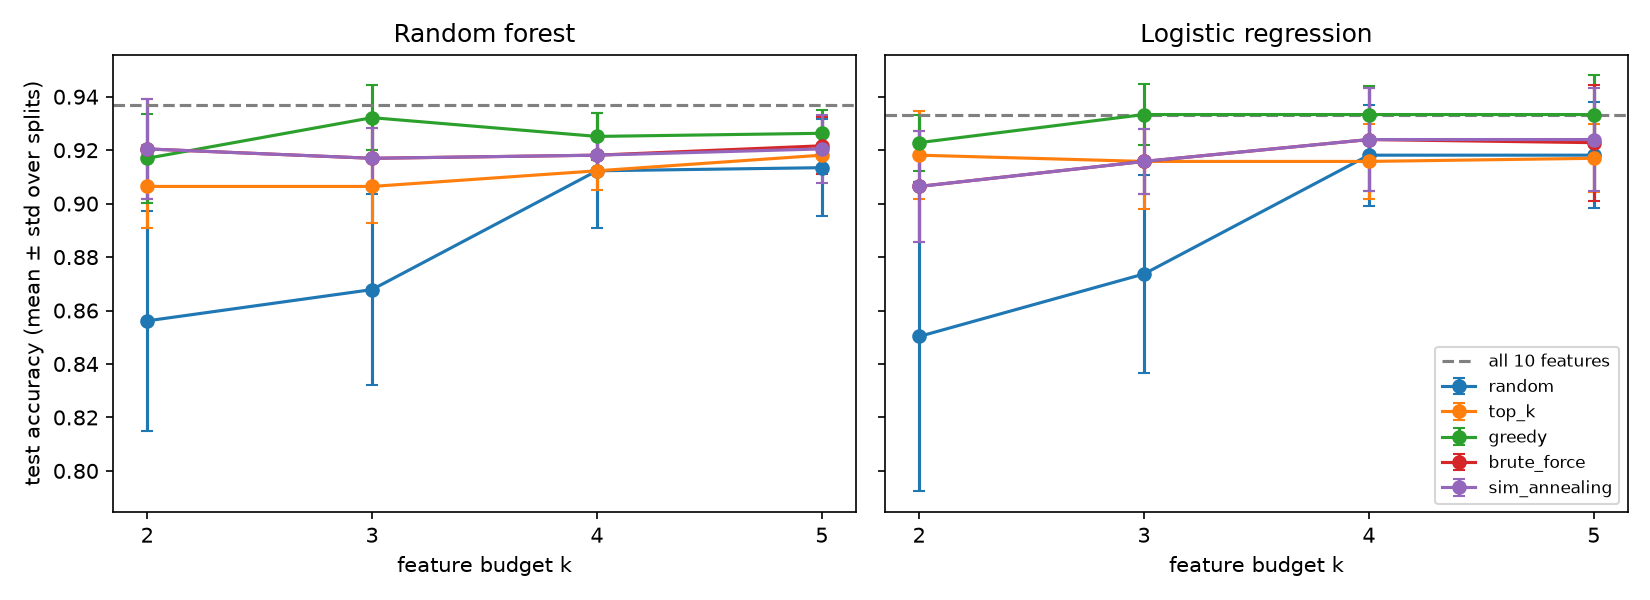 Random forest
Logistic regression
test accuracy (mean ± std over splits)
0.94
0.92
0.90
0.88
0.86
0.84
0.82
0.80
2 3 4 5
feature budget k
2 3 4 5
feature budget k
all 10 features
random
top_k
greedy
brute_force
sim_annealing